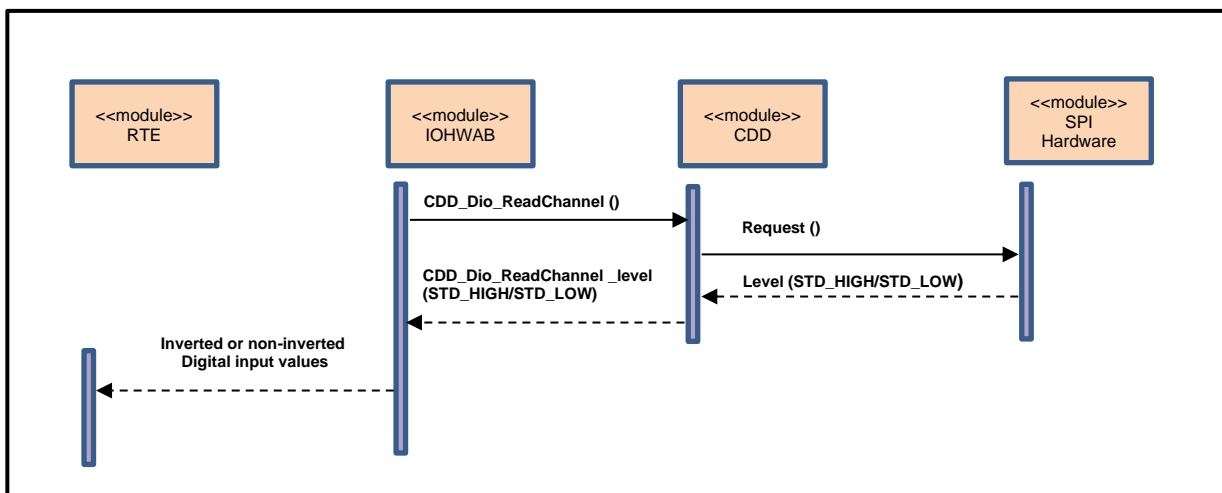 <<module>>
RTE
<<module>>
IOHWAB
<<module>>
CDD
<<module>>
SPI
Hardware
CDD_Dio_ReadChannel ()
Request ()
CDD_Dio_ReadChannel _level
(STD_HIGH/STD_LOW)
Level (STD_HIGH/STD_LOW)
Inverted or non-inverted
Digital input values